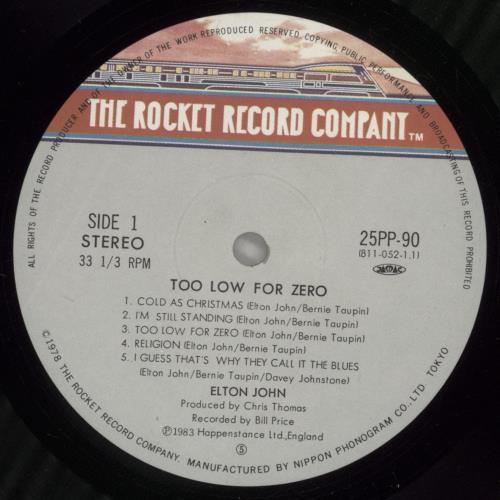 ALL RIGHTS OF THE RECORD PRODUCER AND OF THE OWNER OF THE WORK REPRODUCED RESERVED. COPYING, PUBLIC PERFORMANCE AND BROADCASTING OF THIS RECORD PROHIBITED
THE ROCKET RECORD COMPANY TM
SIDE 1
STEREO
33 1/3 RPM
25PP-90
(811-052-1.1)
JASRAC
TOO LOW FOR ZERO
1. COLD AS CHRISTMAS (Elton John/Bernie Taupin)
2. I'M STILL STANDING (Elton John/Bernie Taupin)
3. TOO LOW FOR ZERO (Elton John/Bernie Taupin)
4. RELIGION (Elton John/Bernie Taupin)
5. I GUESS THAT'S WHY THEY CALL IT THE BLUES
(Elton John/Bernie Taupin/Davey Johnstone)
ELTON JOHN
Produced by Chris Thomas
Recorded by Bill Price
Ⓟ1983 Happenstance Ltd.,England
⑤
©1978 THE ROCKET RECORD COMPANY. MANUFACTURED BY NIPPON PHONOGRAM CO., LTD. TOKYO